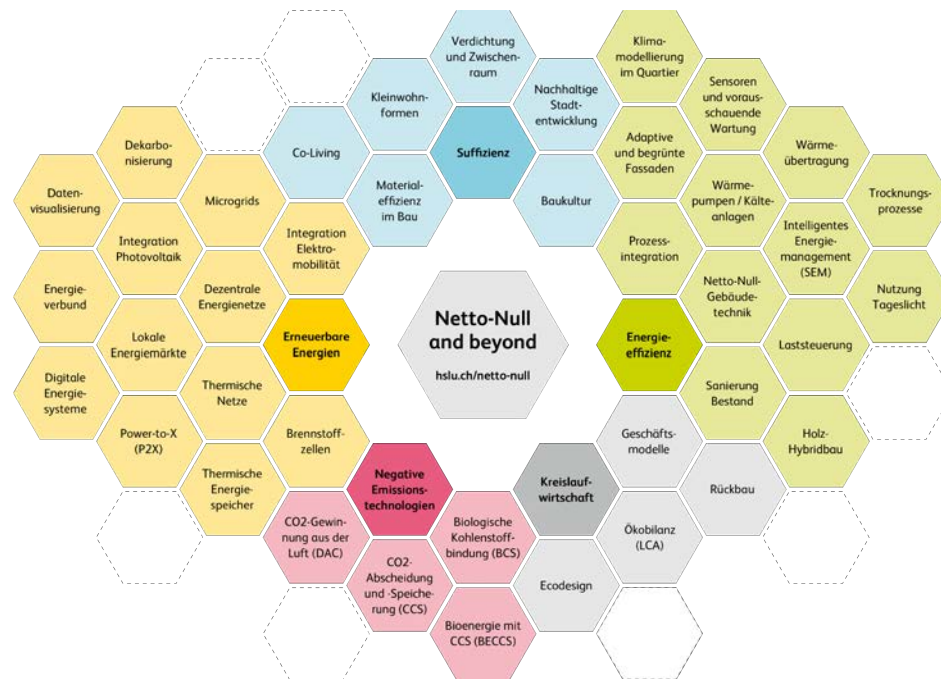 Verdichtung
und Zwischen-
raum
Klima-
modellierung
im Quartier
Kleinwohn-
formen
Nachhaltige
Stadt-
entwicklung
Sensoren
und voraus-
schauende
Wartung
Dekarbo-
nisierung
Co-Living
Suffizienz
Adaptive
und begrünte
Fassaden
Wärme-
übertragung
Daten-
visualisierung
Microgrids
Material-
effizienz
im Bau
Baukultur
Wärme-
pumpen / Kälte-
anlagen
Trocknungs-
prozesse
Integration
Photovoltaik
Integration
Elektro-
mobilität
Prozess-
integration
Intelligentes
Energie-
management
(SEM)
Energie-
verbund
Dezentrale
Energienetze
Netto-Null-
Gebäude-
technik
Nutzung
Tageslicht
Lokale
Energiemärkte
Erneuerbare
Energien
Netto-Null
and beyond
hslu.ch/netto-null
Energie-
effizienz
Laststeuerung
Digitale
Energie-
systeme
Thermische
Netze
Sanierung
Bestand
Power-to-X
(P2X)
Brennstoff-
zellen
Geschäfts-
modelle
Holz-
Hybridbau
Thermische
Energie-
speicher
Negative
Emissions-
technologien
Kreislauf-
wirtschaft
Rückbau
CO2-Gewin-
nung aus der
Luft (DAC)
Biologische
Kohlenstoff-
bindung (BCS)
Ökobilanz
(LCA)
CO2-
Abscheidung
und -Speiche-
rung (CCS)
Ecodesign
Bioenergie mit
CCS (BECCS)